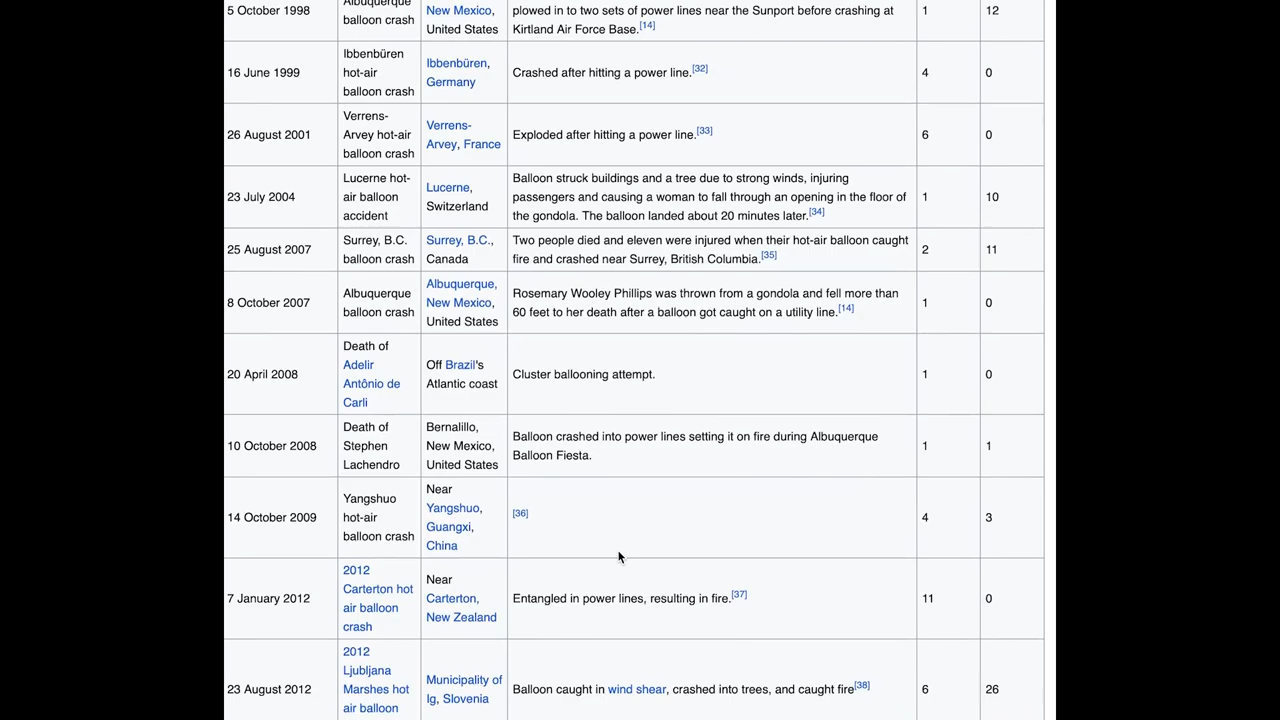 5 October 1998
Albuquerque
balloon crash
New Mexico,
United States
plowed in to two sets of power lines near the Sunport before crashing at
Kirtland Air Force Base.[14]
1
12
16 June 1999
Ibbenbüren
hot-air
balloon crash
Ibbenbüren,
Germany
Crashed after hitting a power line.[32]
4
0
26 August 2001
Verrens-
Arvey hot-air
balloon crash
Verrens-
Arvey, France
Exploded after hitting a power line.[33]
6
0
23 July 2004
Lucerne hot-
air balloon
accident
Lucerne,
Switzerland
Balloon struck buildings and a tree due to strong winds, injuring
passengers and causing a woman to fall through an opening in the floor of
the gondola. The balloon landed about 20 minutes later.[34]
1
10
25 August 2007
Surrey, B.C.
balloon crash
Surrey, B.C.,
Canada
Two people died and eleven were injured when their hot-air balloon caught
fire and crashed near Surrey, British Columbia.[35]
2
11
8 October 2007
Albuquerque
balloon crash
Albuquerque,
New Mexico,
United States
Rosemary Wooley Phillips was thrown from a gondola and fell more than
60 feet to her death after a balloon got caught on a utility line.[14]
1
0
20 April 2008
Death of
Adelir
Antônio de
Carli
Off Brazil's
Atlantic coast
Cluster ballooning attempt.
1
0
10 October 2008
Death of
Stephen
Lachendro
Bernalillo,
New Mexico,
United States
Balloon crashed into power lines setting it on fire during Albuquerque
Balloon Fiesta.
1
1
14 October 2009
Yangshuo
hot-air
balloon crash
Near
Yangshuo,
Guangxi,
China
[36]
4
3
7 January 2012
2012
Carterton hot
air balloon
crash
Near
Carterton,
New Zealand
Entangled in power lines, resulting in fire.[37]
11
0
23 August 2012
2012
Ljubljana
Marshes hot
air balloon
Municipality of
Ig, Slovenia
Balloon caught in wind shear, crashed into trees, and caught fire[38]
6
26